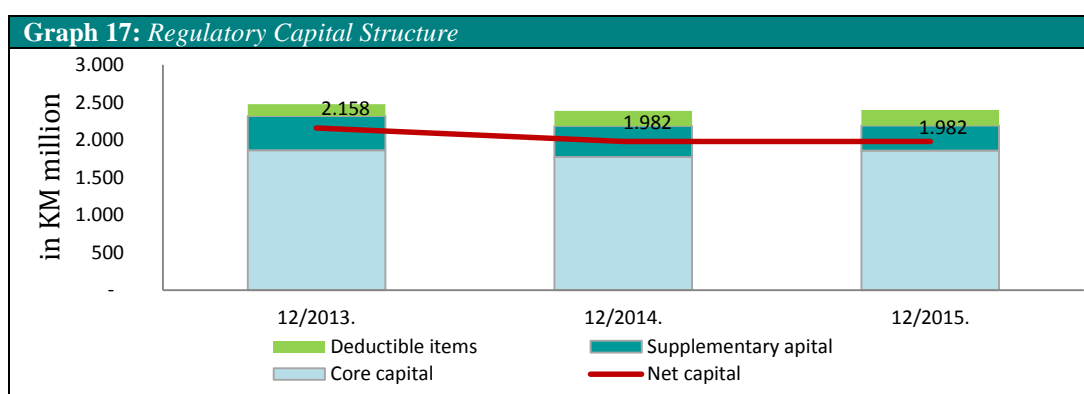 Graph 17: Regulatory Capital Structure
in KM million
3.000
2.500
2.000
1.500
1.000
500
-
2.158
1.982
1.982
12/2013.
12/2014.
12/2015.
Deductible items
Supplementary apital
Core capital
Net capital